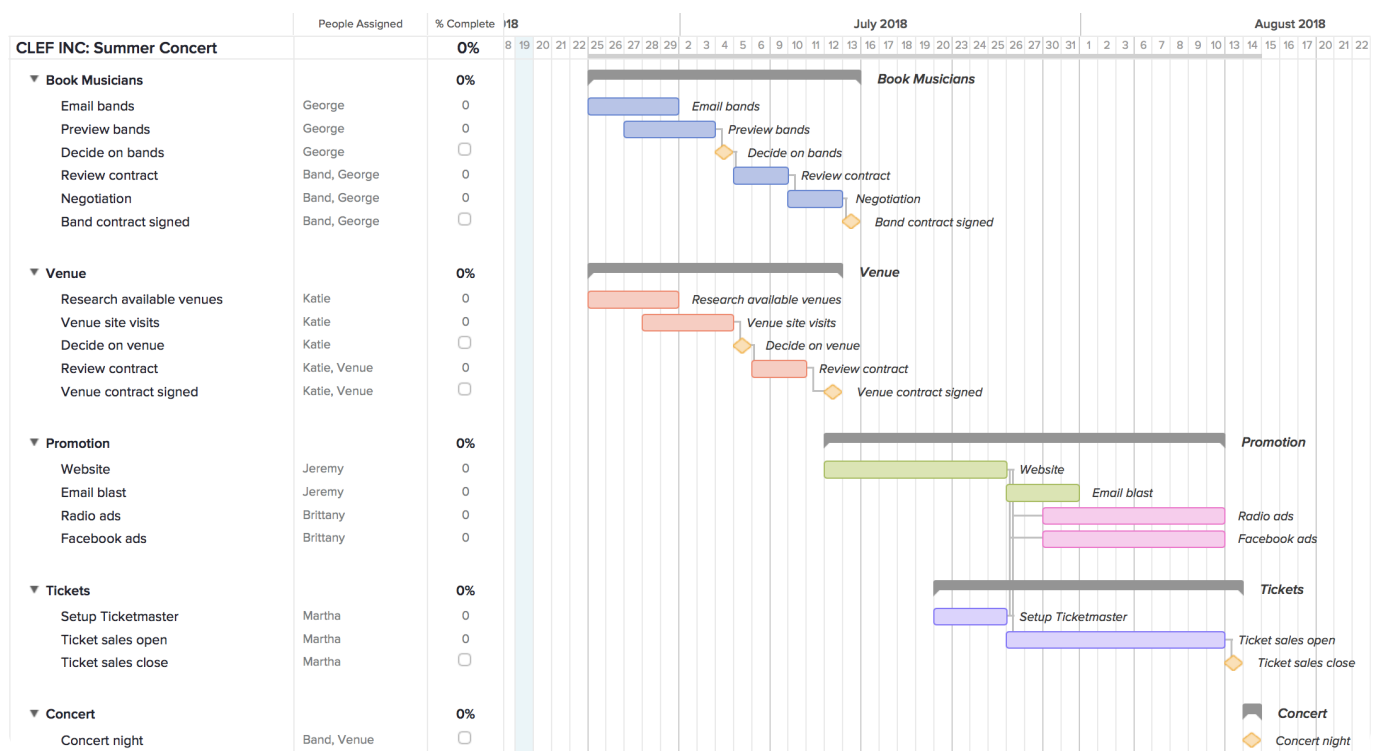 People Assigned % Complete 18 July 2018 August 2018
CLEF INC: Summer Concert 0% 8 19 20 21 22 25 26 27 28 29 2 3 4 5 6 9 10 11 12 13 16 17 18 19 20 23 24 25 26 27 30 31 1 2 3 6 7 8 9 10 13 14 15 16 17 20 21 22
Book Musicians 0% Book Musicians
Email bands George 0 Email bands
Preview bands George 0 Preview bands
Decide on bands George Decide on bands
Review contract Band, George 0 Review contract
Negotiation Band, George 0 Negotiation
Band contract signed Band, George Band contract signed
Venue 0% Venue
Research available venues Katie 0 Research available venues
Venue site visits Katie 0 Venue site visits
Decide on venue Katie Decide on venue
Review contract Katie, Venue 0 Review contract
Venue contract signed Katie, Venue Venue contract signed
Promotion 0% Promotion
Website Jeremy 0 Website
Email blast Jeremy 0 Email blast
Radio ads Brittany 0 Radio ads
Facebook ads Brittany 0 Facebook ads
Tickets 0% Tickets
Setup Ticketmaster Martha 0 Setup Ticketmaster
Ticket sales open Martha 0 Ticket sales open
Ticket sales close Martha Ticket sales close
Concert 0% Concert
Concert night Band, Venue Concert night